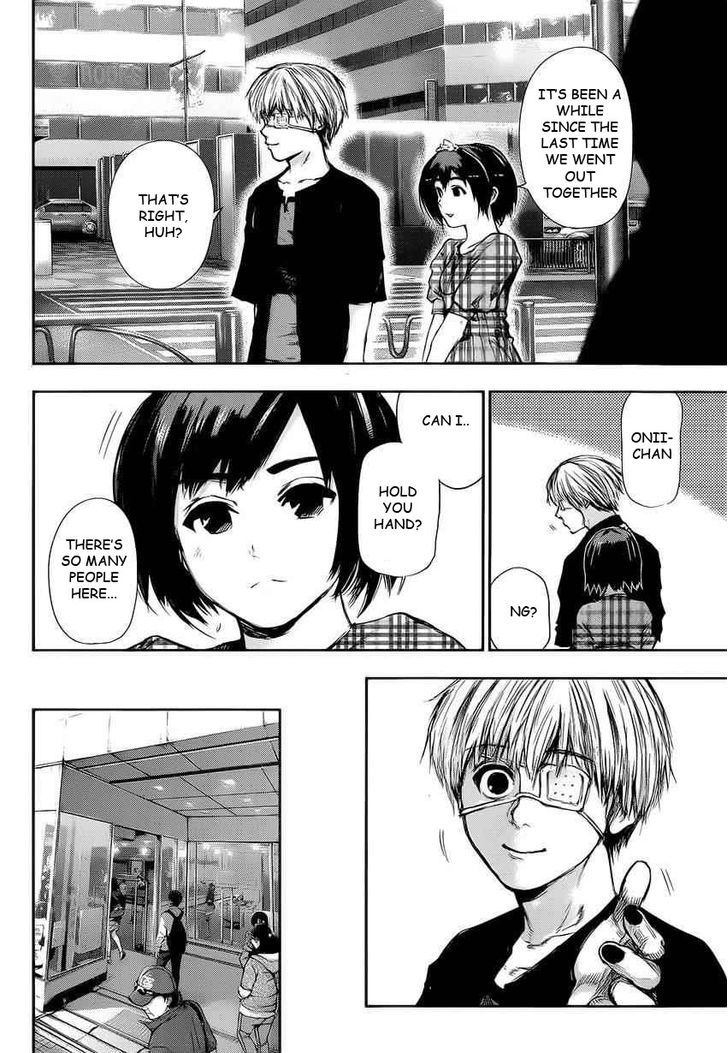 IT'S BEEN A
WHILE
SINCE THE
LAST TIME
WE WENT
OUT
TOGETHER
THAT'S
RIGHT,
HUH?
ONII-
CHAN
NG?
CAN I..
HOLD
YOU
HAND?
THERE'S
SO MANY
PEOPLE
HERE...